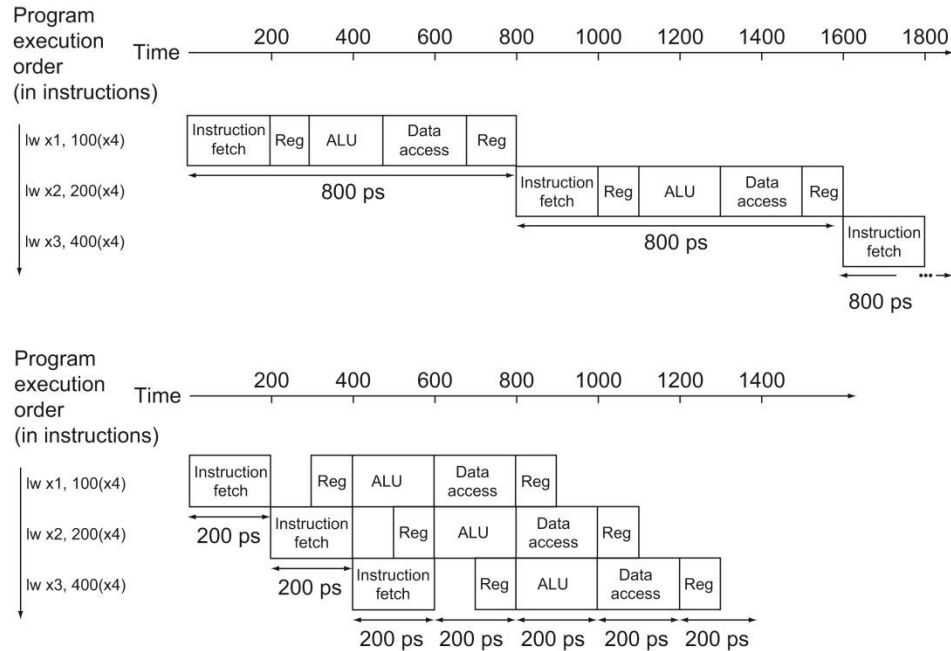 Program
execution
order
(in instructions)
Time
200 400 600 800 1000 1200 1400 1600 1800
lw x1, 100(x4)
Instruction
fetch
Reg
ALU
Data
access
Reg
800 ps
lw x2, 200(x4)
Instruction
fetch
Reg
ALU
Data
access
Reg
800 ps
lw x3, 400(x4)
Instruction
fetch
...
800 ps
Program
execution
order
(in instructions)
Time
200 400 600 800 1000 1200 1400
lw x1, 100(x4)
Instruction
fetch
Reg
ALU
Data
access
Reg
200 ps
lw x2, 200(x4)
Instruction
fetch
Reg
ALU
Data
access
Reg
200 ps
lw x3, 400(x4)
Instruction
fetch
Reg
ALU
Data
access
Reg
200 ps 200 ps 200 ps 200 ps 200 ps